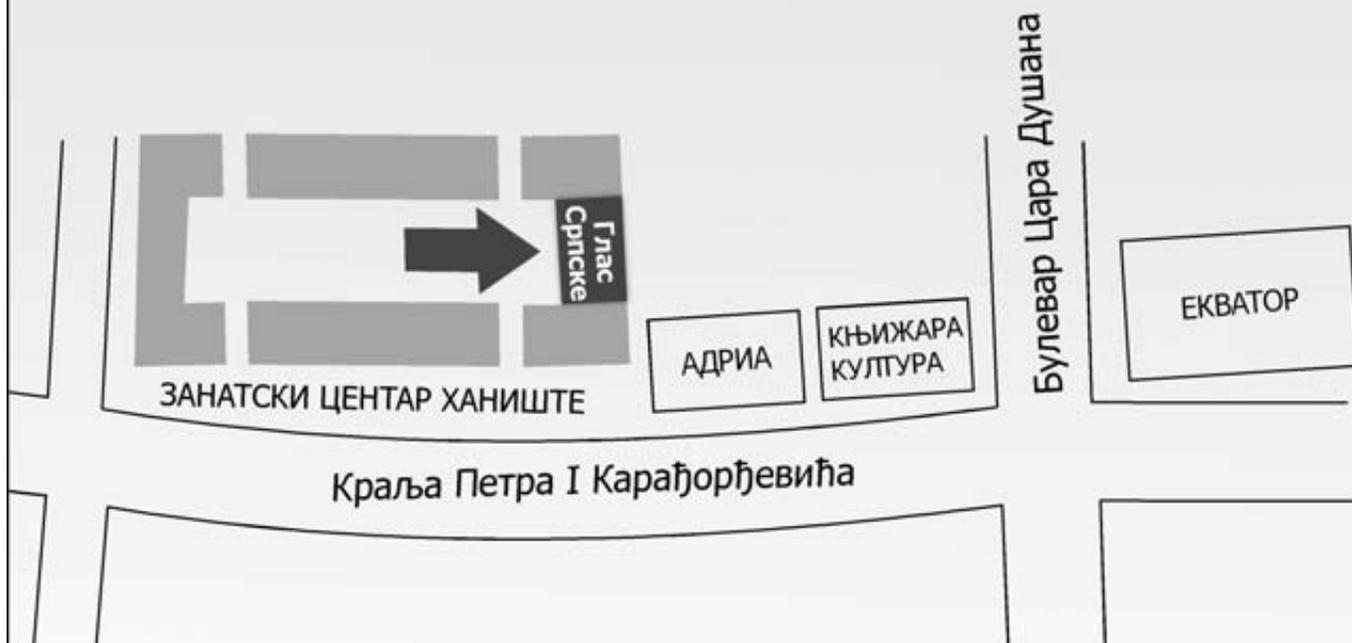 Булевар Цара Душана
Глас
Српске
ЕКВАТОР
АДРИА
КЊИЖАРА
КУЛТУРА
ЗАНАТСКИ ЦЕНТАР ХАНИШТЕ
Краља Петра I Карађорђевића